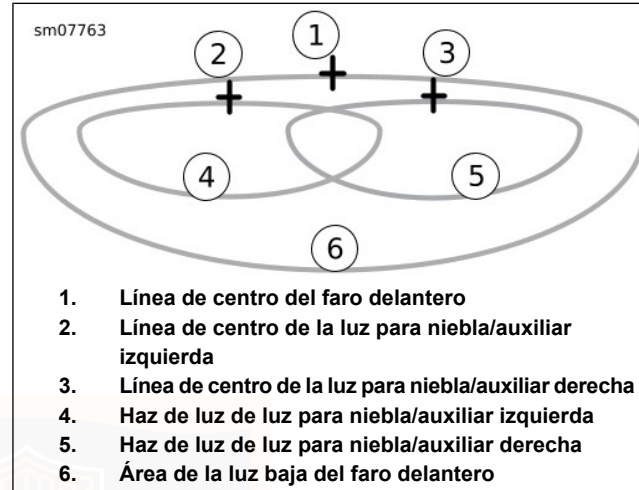 sm07763
1
2
3
4
5
6
1. Línea de centro del faro delantero
2. Línea de centro de la luz para niebla/auxiliar
izquierda
3. Línea de centro de la luz para niebla/auxiliar derecha
4. Haz de luz de luz para niebla/auxiliar izquierda
5. Haz de luz de luz para niebla/auxiliar derecha
6. Área de la luz baja del faro delantero